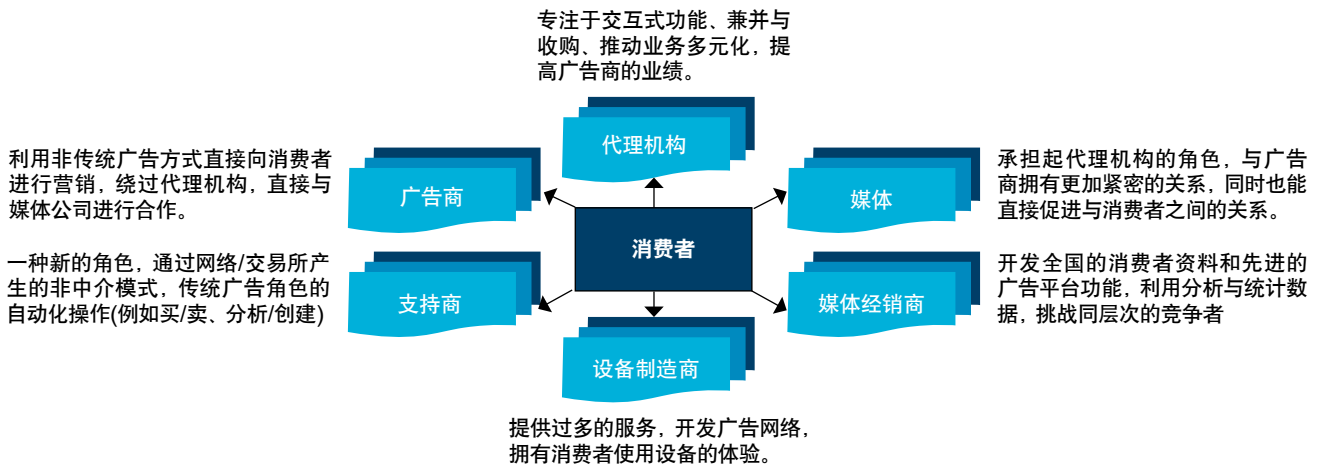 专注于交互式功能、兼并与
收购、推动业务多元化，提
高广告商的业绩。
代理机构
利用非传统广告方式直接向消费者
进行营销，绕过代理机构，直接与
媒体公司进行合作。
广告商
媒体
承担起代理机构的角色，与广告
商拥有更加紧密的关系，同时也能
直接促进与消费者之间的关系。
消费者
一种新的角色，通过网络/交易所产
生的非中介模式，传统广告角色的
自动化操作(例如买/卖、分析/创建)
支持商
媒体经销商
开发全国的消费者资料和先进的
广告平台功能，利用分析与统计数
据，挑战同层次的竞争者
设备制造商
提供过多的服务，开发广告网络，
拥有消费者使用设备的体验。